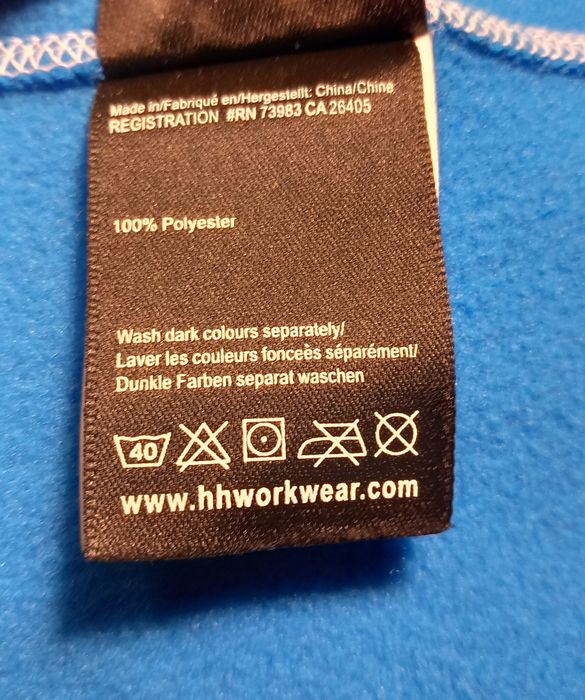 Made in/Fabriqué en/Hergestellt: China/Chine
REGISTRATION #RN 73983 CA 26405
100% Polyester
Wash dark colours separately/
Laver les couleurs fonceès séparément/
Dunkle Farben separat waschen
40
www.hhworkwear.com